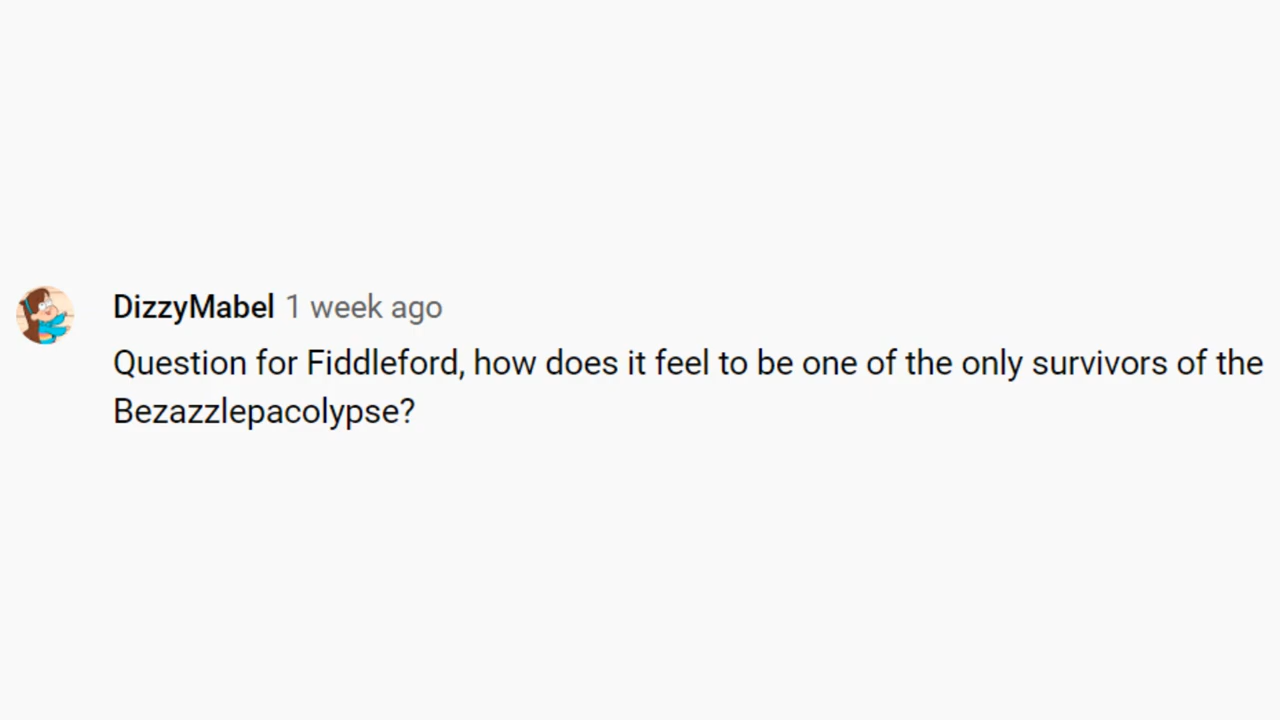 DizzyMabel 1 week ago
Question for Fiddleford, how does it feel to be one of the only survivors of the
Bezazzlepacolypse?